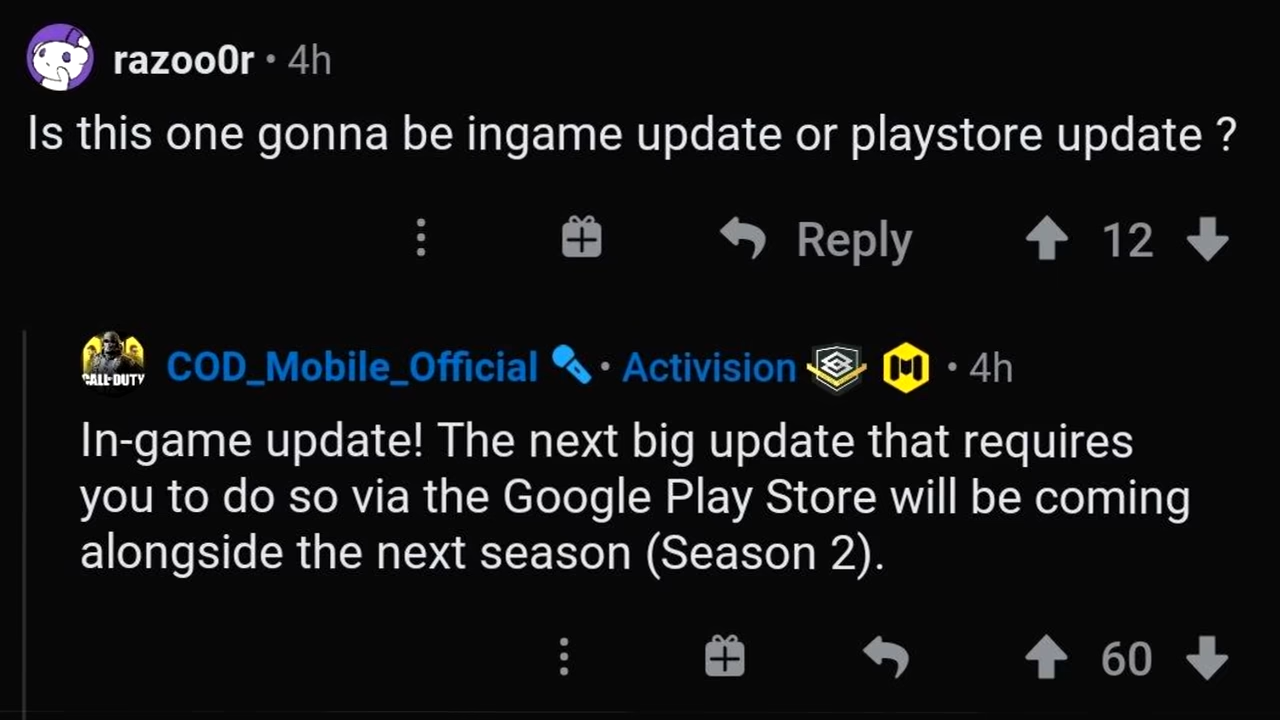 razoo0r • 4h
Is this one gonna be ingame update or playstore update ?
Reply 12
CALL·DUTY
COD_Mobile_Official • Activision • 4h
In-game update! The next big update that requires
you to do so via the Google Play Store will be coming
alongside the next season (Season 2).
60